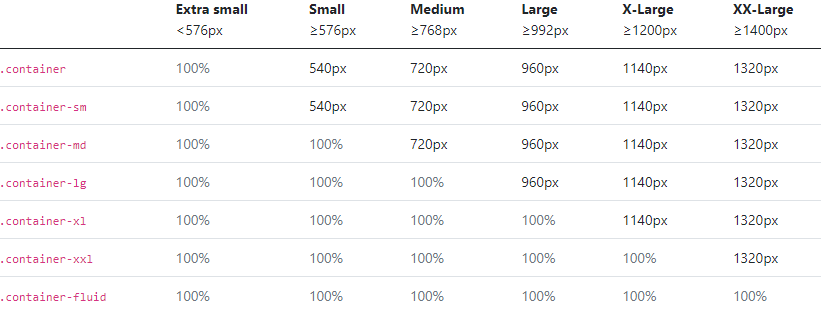 Extra small Small Medium Large X-Large XX-Large
<576px ≥576px ≥768px ≥992px ≥1200px ≥1400px
.container 100% 540px 720px 960px 1140px 1320px
.container-sm 100% 540px 720px 960px 1140px 1320px
.container-md 100% 100% 720px 960px 1140px 1320px
.container-lg 100% 100% 100% 960px 1140px 1320px
.container-xl 100% 100% 100% 100% 1140px 1320px
.container-xxl 100% 100% 100% 100% 100% 1320px
.container-fluid 100% 100% 100% 100% 100% 100%